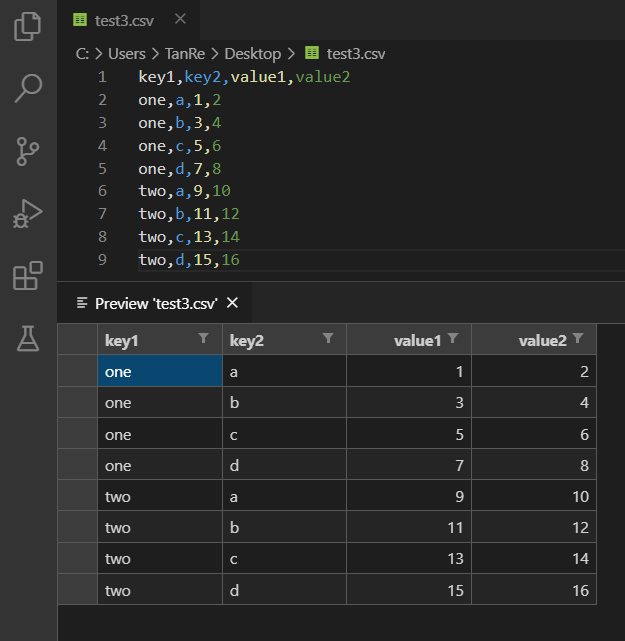 test3.csv
C: > Users > TanRe > Desktop > test3.csv
1 key1,key2,value1,value2
2 one,a,1,2
3 one,b,3,4
4 one,c,5,6
5 one,d,7,8
6 two,a,9,10
7 two,b,11,12
8 two,c,13,14
9 two,d,15,16
Preview 'test3.csv'
key1 key2 value1 value2
one a 1 2
one b 3 4
one c 5 6
one d 7 8
two a 9 10
two b 11 12
two c 13 14
two d 15 16